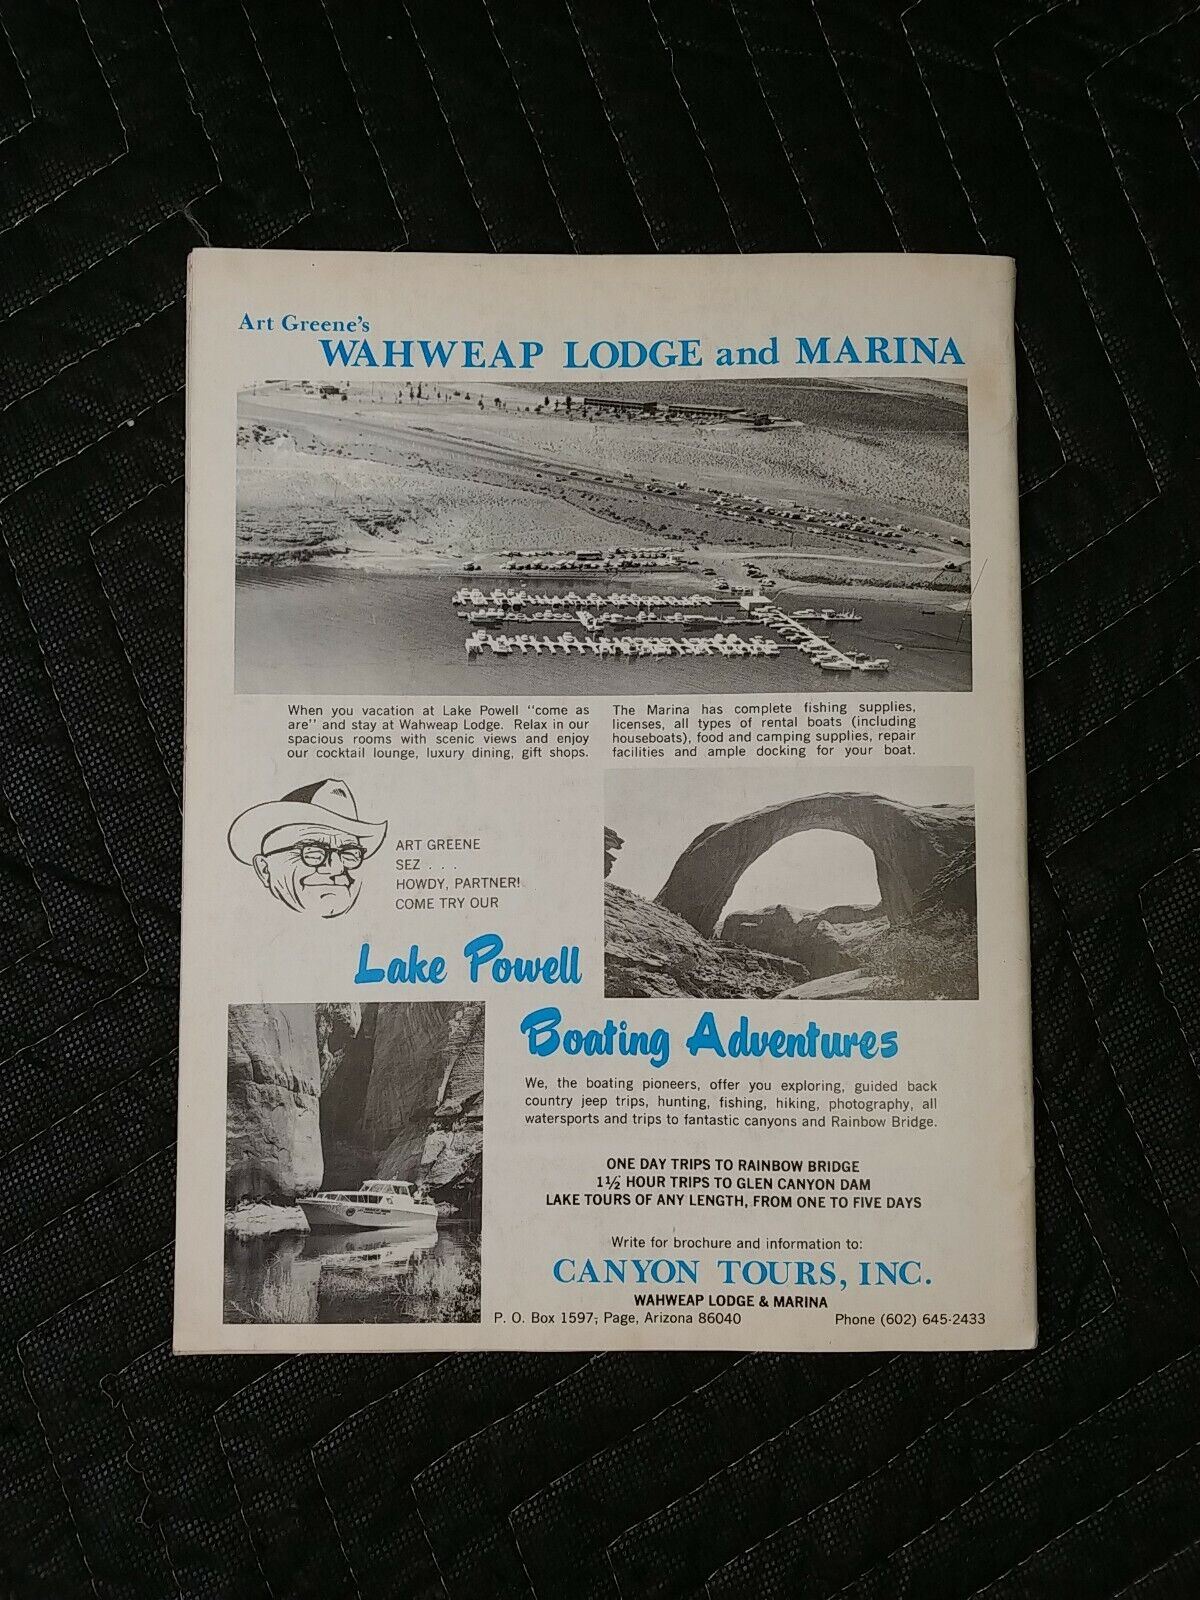 Art Greene's
WAHWEAP LODGE and MARINA
When you vacation at Lake Powell "come as
are" and stay at Wahweap Lodge. Relax in our
spacious rooms with scenic views and enjoy
our cocktail lounge, luxury dining, gift shops.
The Marina has complete fishing supplies,
licenses, all types of rental boats (including
houseboats), food and camping supplies, repair
facilities and ample docking for your boat.
ART GREENE
SEZ . . .
HOWDY, PARTNER!
COME TRY OUR
Lake Powell
Boating Adventures
We, the boating pioneers, offer you exploring, guided back
country jeep trips, hunting, fishing, hiking, photography, all
watersports and trips to fantastic canyons and Rainbow Bridge.
ONE DAY TRIPS TO RAINBOW BRIDGE
1½ HOUR TRIPS TO GLEN CANYON DAM
LAKE TOURS OF ANY LENGTH, FROM ONE TO FIVE DAYS
Write for brochure and information to:
CANYON TOURS, INC.
WAHWEAP LODGE & MARINA
P. O. Box 1597, Page, Arizona 86040 Phone (602) 645-2433